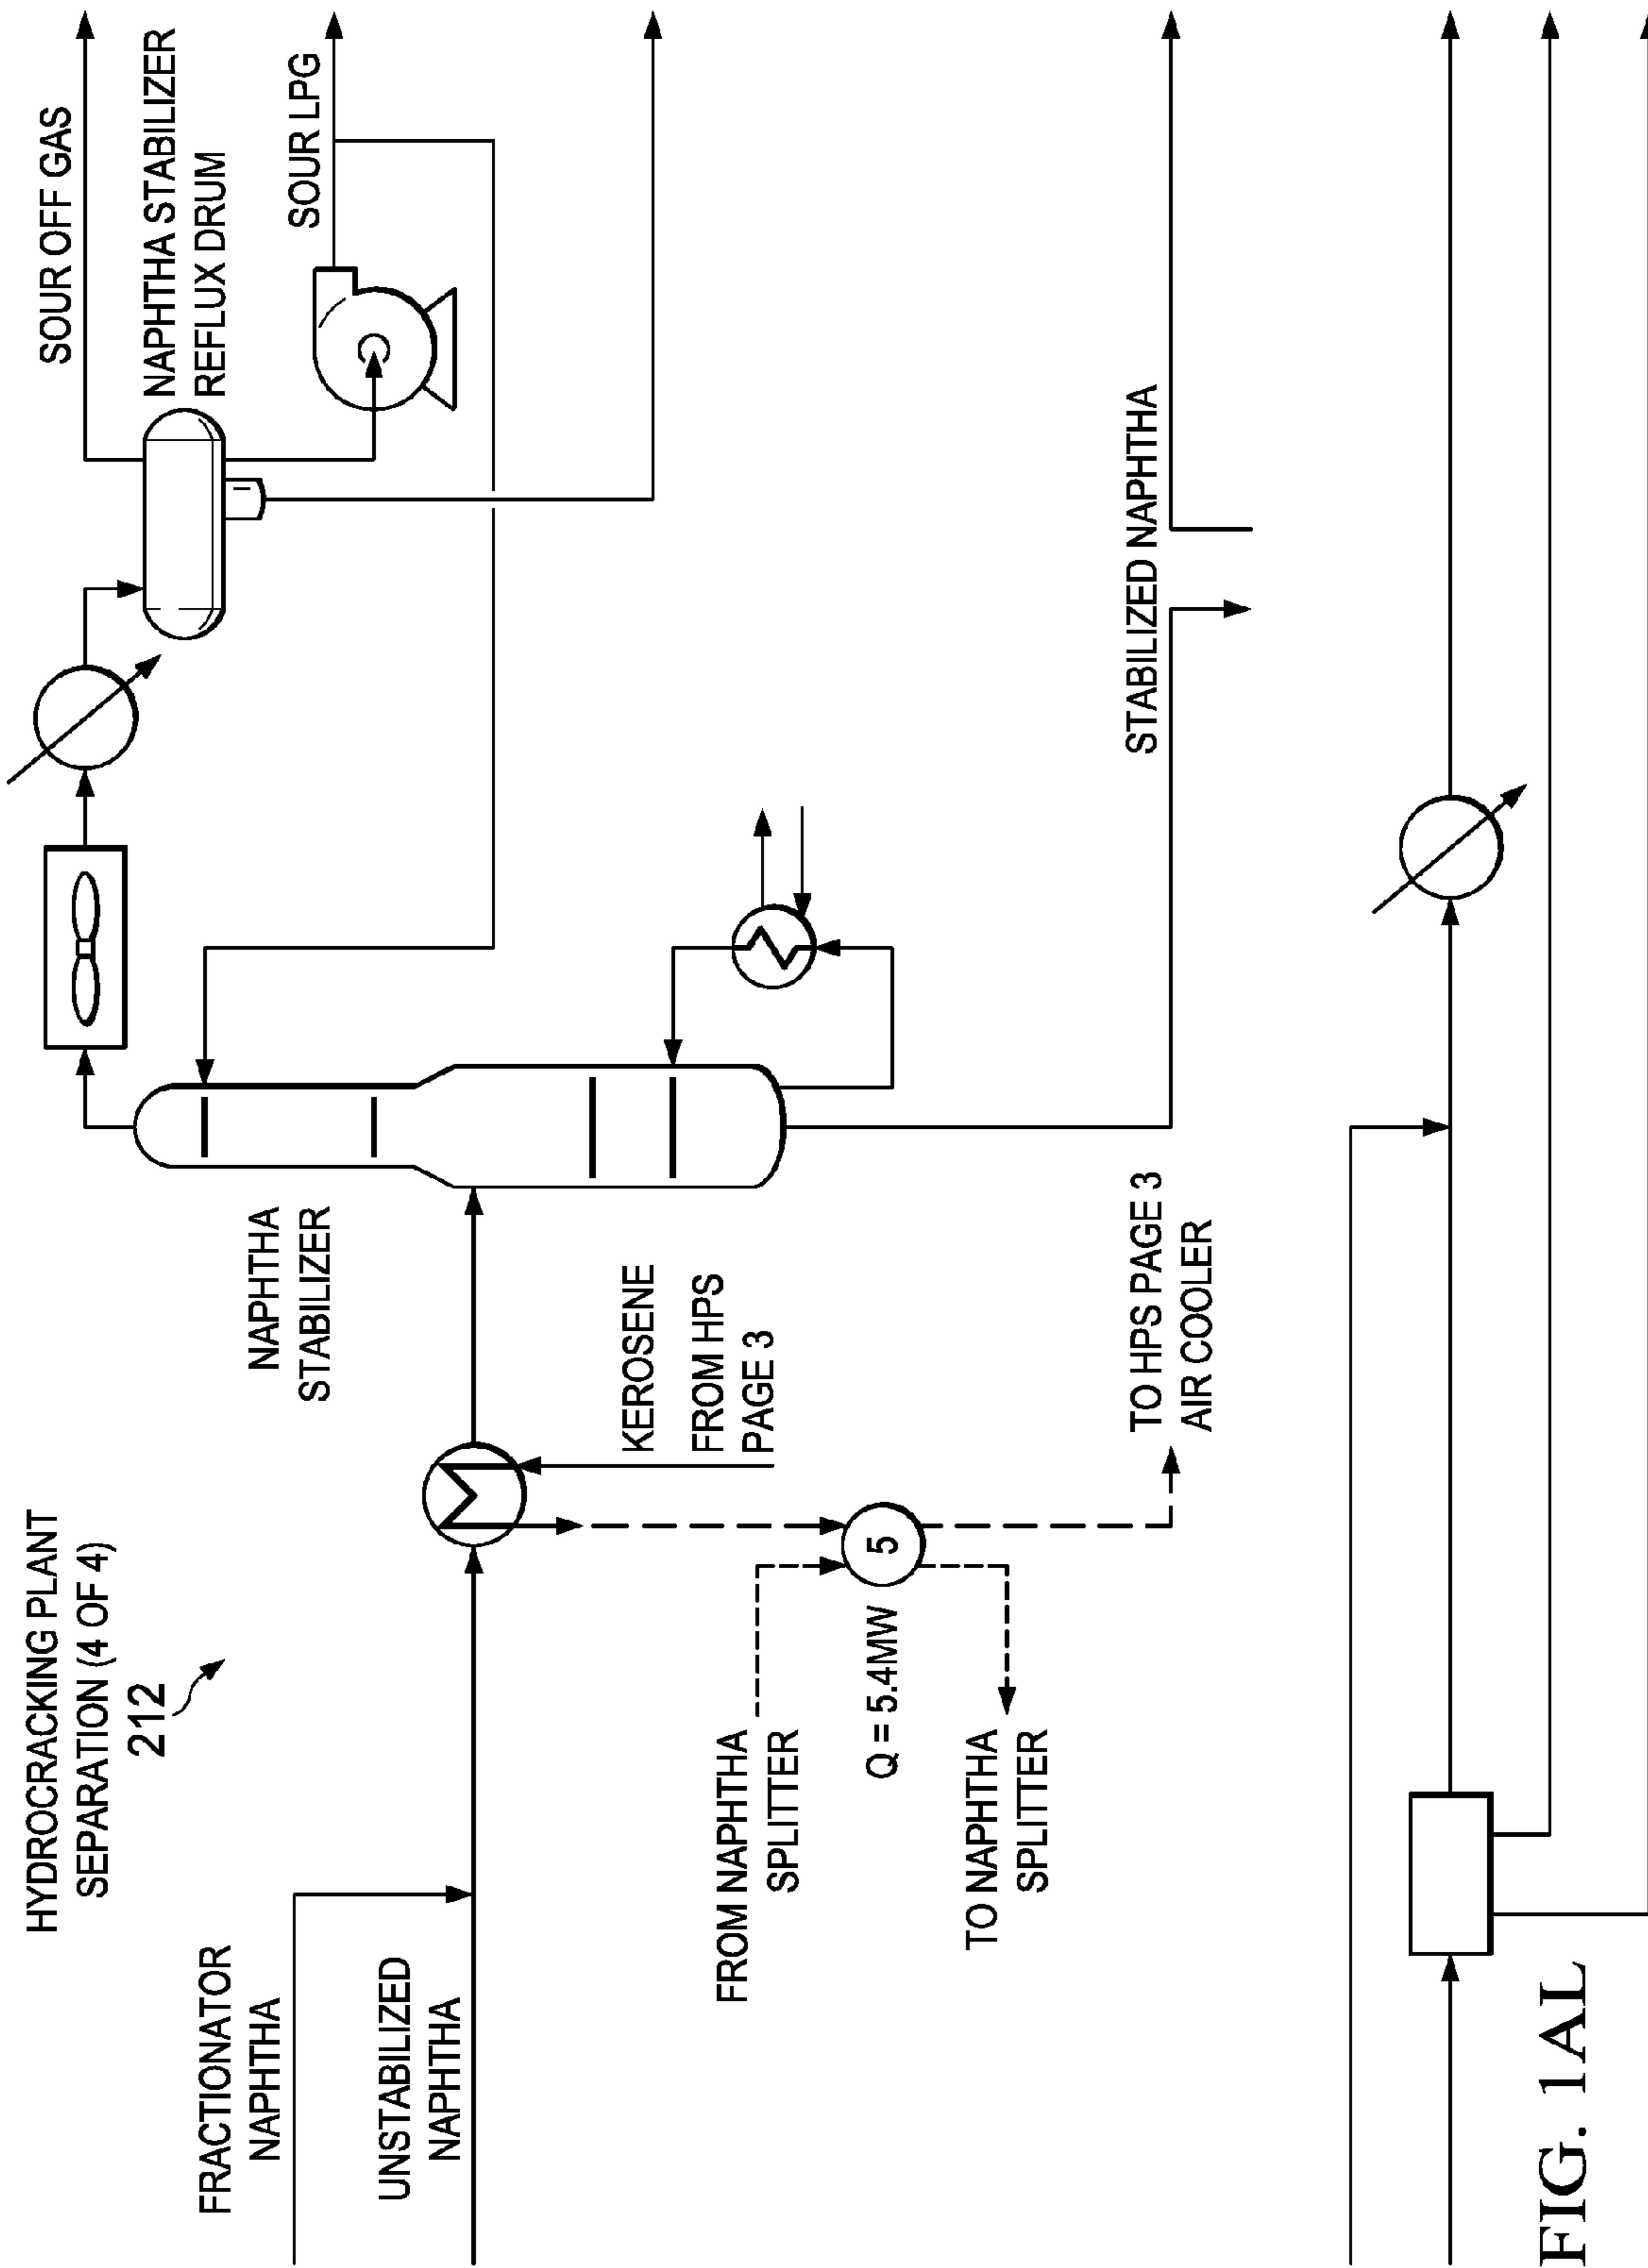 HYDROCRACKING PLANT
SEPARATION (4 OF 4)
212
FRACTIONATOR
NAPHTHA
UNSTABILIZED
NAPHTHA
NAPHTHA
STABILIZER
SOUR OFF GAS
NAPHTHA STABILIZER
REFLUX DRUM
SOUR LPG
KEROSENE
FROM HPS
PAGE 3
FROM NAPHTHA
SPLITTER
5
Q = 5.4MW
TO NAPHTHA
SPLITTER
TO HPS PAGE 3
AIR COOLER
STABILIZED NAPHTHA
FIG. 1AL